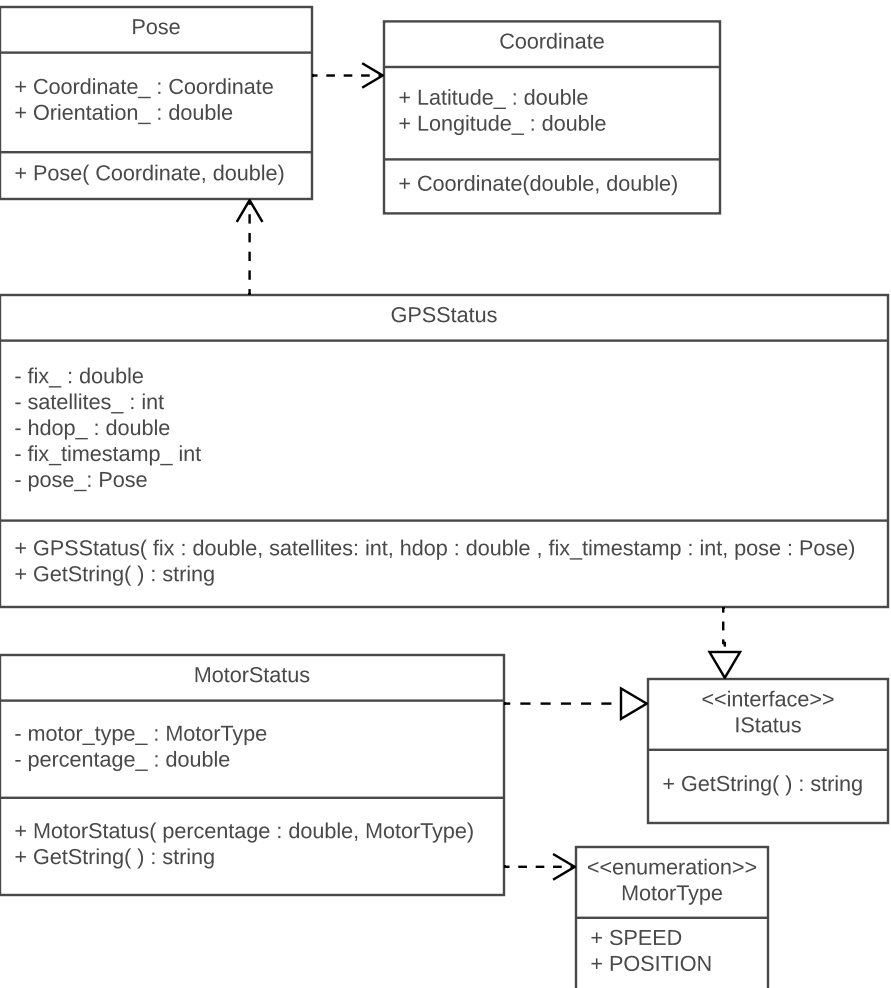 Pose
+ Coordinate_ : Coordinate
+ Orientation_ : double
+ Pose( Coordinate, double)
Coordinate
+ Latitude_ : double
+ Longitude_ : double
+ Coordinate(double, double)
GPSStatus
- fix_ : double
- satellites_ : int
- hdop_ : double
- fix_timestamp_ int
- pose_: Pose
+ GPSStatus( fix : double, satellites: int, hdop : double , fix_timestamp : int, pose : Pose)
+ GetString( ) : string
MotorStatus
- motor_type_ : MotorType
- percentage_ : double
+ MotorStatus( percentage : double, MotorType)
+ GetString( ) : string
<<interface>>
IStatus
+ GetString( ) : string
<<enumeration>>
MotorType
+ SPEED
+ POSITION